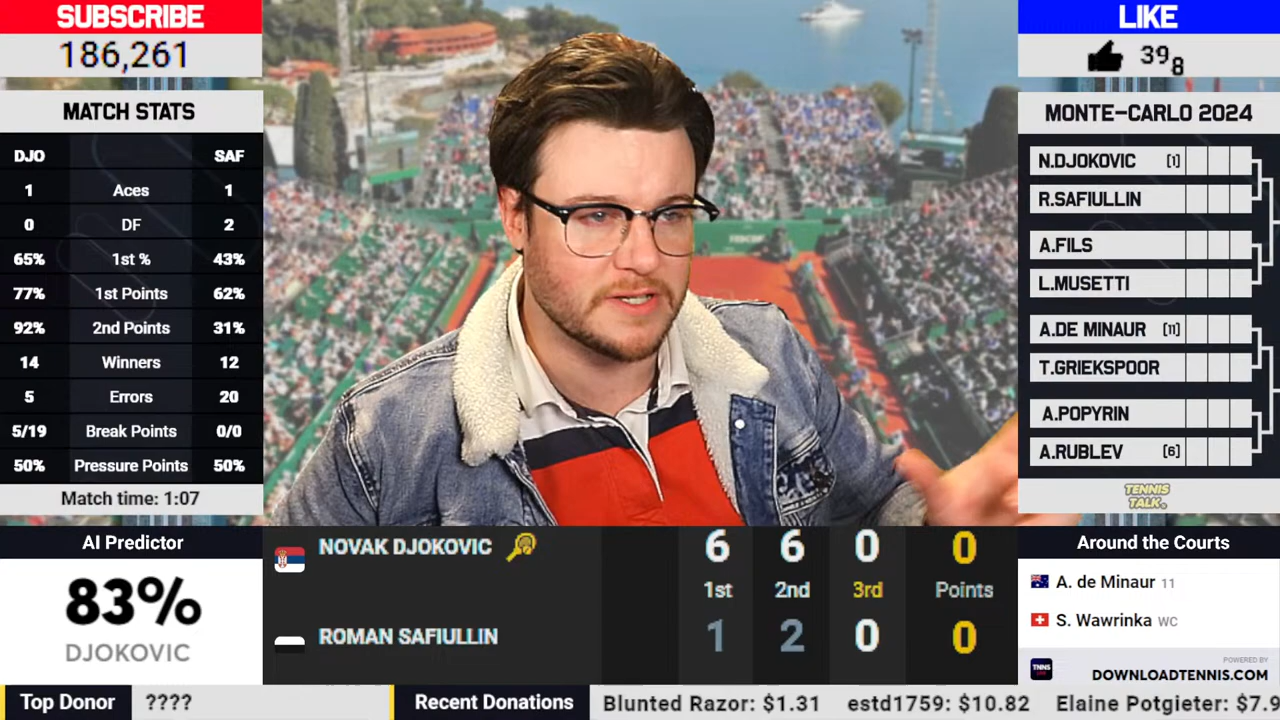 SUBSCRIBE
186,261
MATCH STATS
DJO SAF
1 Aces 1
0 DF 2
65% 1st % 43%
77% 1st Points 62%
92% 2nd Points 31%
14 Winners 12
5 Errors 20
5/19 Break Points 0/0
50% Pressure Points 50%
Match time: 1:07
AI Predictor
83%
DJOKOVIC
LIKE
398
MONTE-CARLO 2024
N.DJOKOVIC [1]
R.SAFIULLIN
A.FILS
L.MUSETTI
A.DE MINAUR [11]
T.GRIEKSPOOR
A.POPYRIN
A.RUBLEV [6]
TENNIS
TALK.
Around the Courts
A. de Minaur 11
S. Wawrinka WC
TNNS
POWERED BY
DOWNLOADTENNIS.COM
NOVAK DJOKOVIC 6 6 0 0
1st 2nd 3rd Points
ROMAN SAFIULLIN 1 2 0 0
Top Donor ???? Recent Donations Blunted Razor: $1.31 estd1759: $10.82 Elaine Potgieter: $7.9